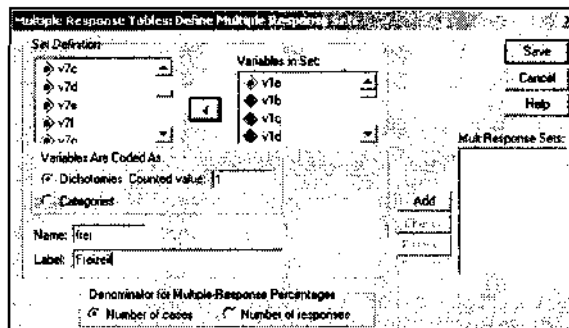 Multiple Response Tables: Define Multiple Response Sets
Set Definition
Variables in Set:
v7c
v7d
v7e
v7f
v1a
v1b
v1c
v1d
Save
Cancel
Help
Mult Response Sets:
Variables Are Coded As
Dichotomies Counted value: 1
Categories
Add
Name: frei
Label: Freizeit
Denominator for Multiple-Response Percentages
Number of cases
Number of responses